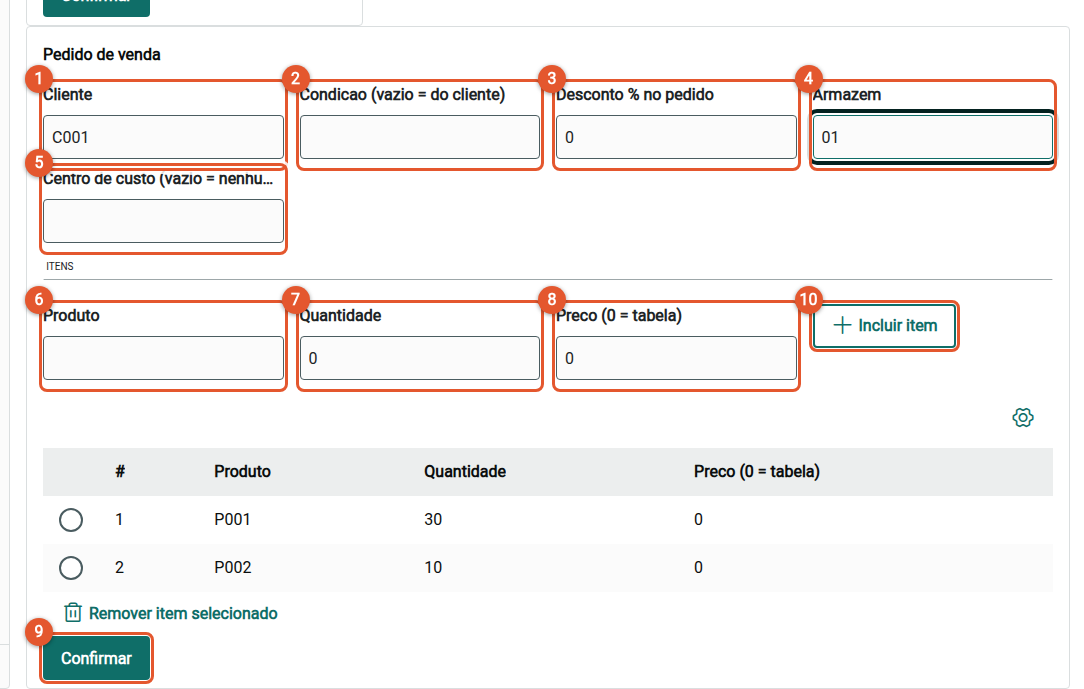 Pedido de venda
1 2 3 4
Cliente Condicao (vazio = do cliente) Desconto % no pedido Armazem
C001 0 01
5
Centro de custo (vazio = nenhu...
ITENS
6 7 8 10
Produto Quantidade Preco (0 = tabela) Incluir item
0 0
# Produto Quantidade Preco (0 = tabela)
1 P001 30 0
2 P002 10 0
Remover item selecionado
9
Confirmar